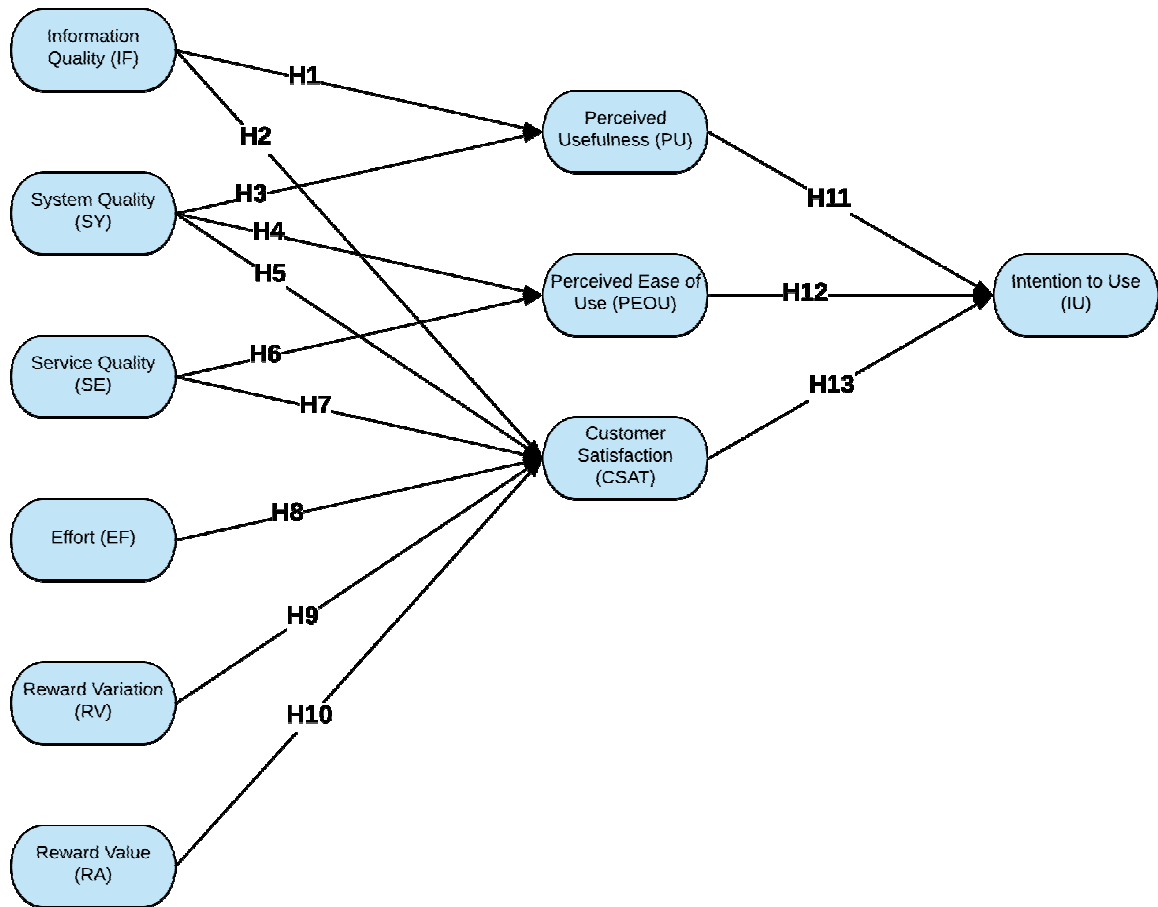 Information
Quality (IF)
H1
Perceived
Usefulness (PU)
H2
System Quality
(SY)
H3
H11
H4
H5
Perceived Ease of
Use (PEOU)
H12
Intention to Use
(IU)
Service Quality
(SE)
H6
H7
H13
Customer
Satisfaction
(CSAT)
Effort (EF)
H8
H9
Reward Variation
(RV)
H10
Reward Value
(RA)